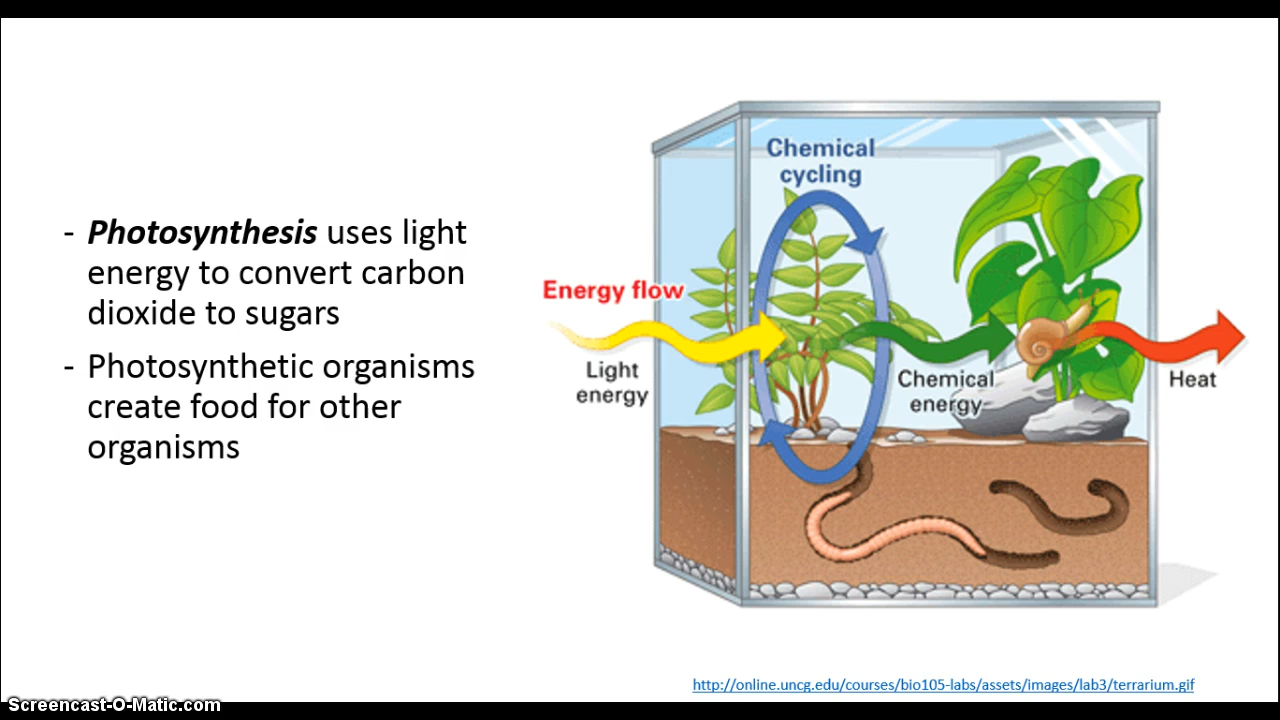 - Photosynthesis uses light
energy to convert carbon
dioxide to sugars
- Photosynthetic organisms
create food for other
organisms
Chemical
cycling
Energy flow
Light
energy
Chemical
energy
Heat
http://online.uncg.edu/courses/bio105-labs/assets/images/lab3/terrarium.gif
Screencast-O-Matic.com